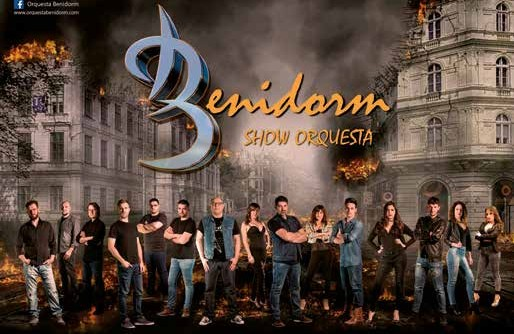 Orquesta Benidorm
www.orquestabenidorm.com
Benidorm
SHOW ORQUESTA